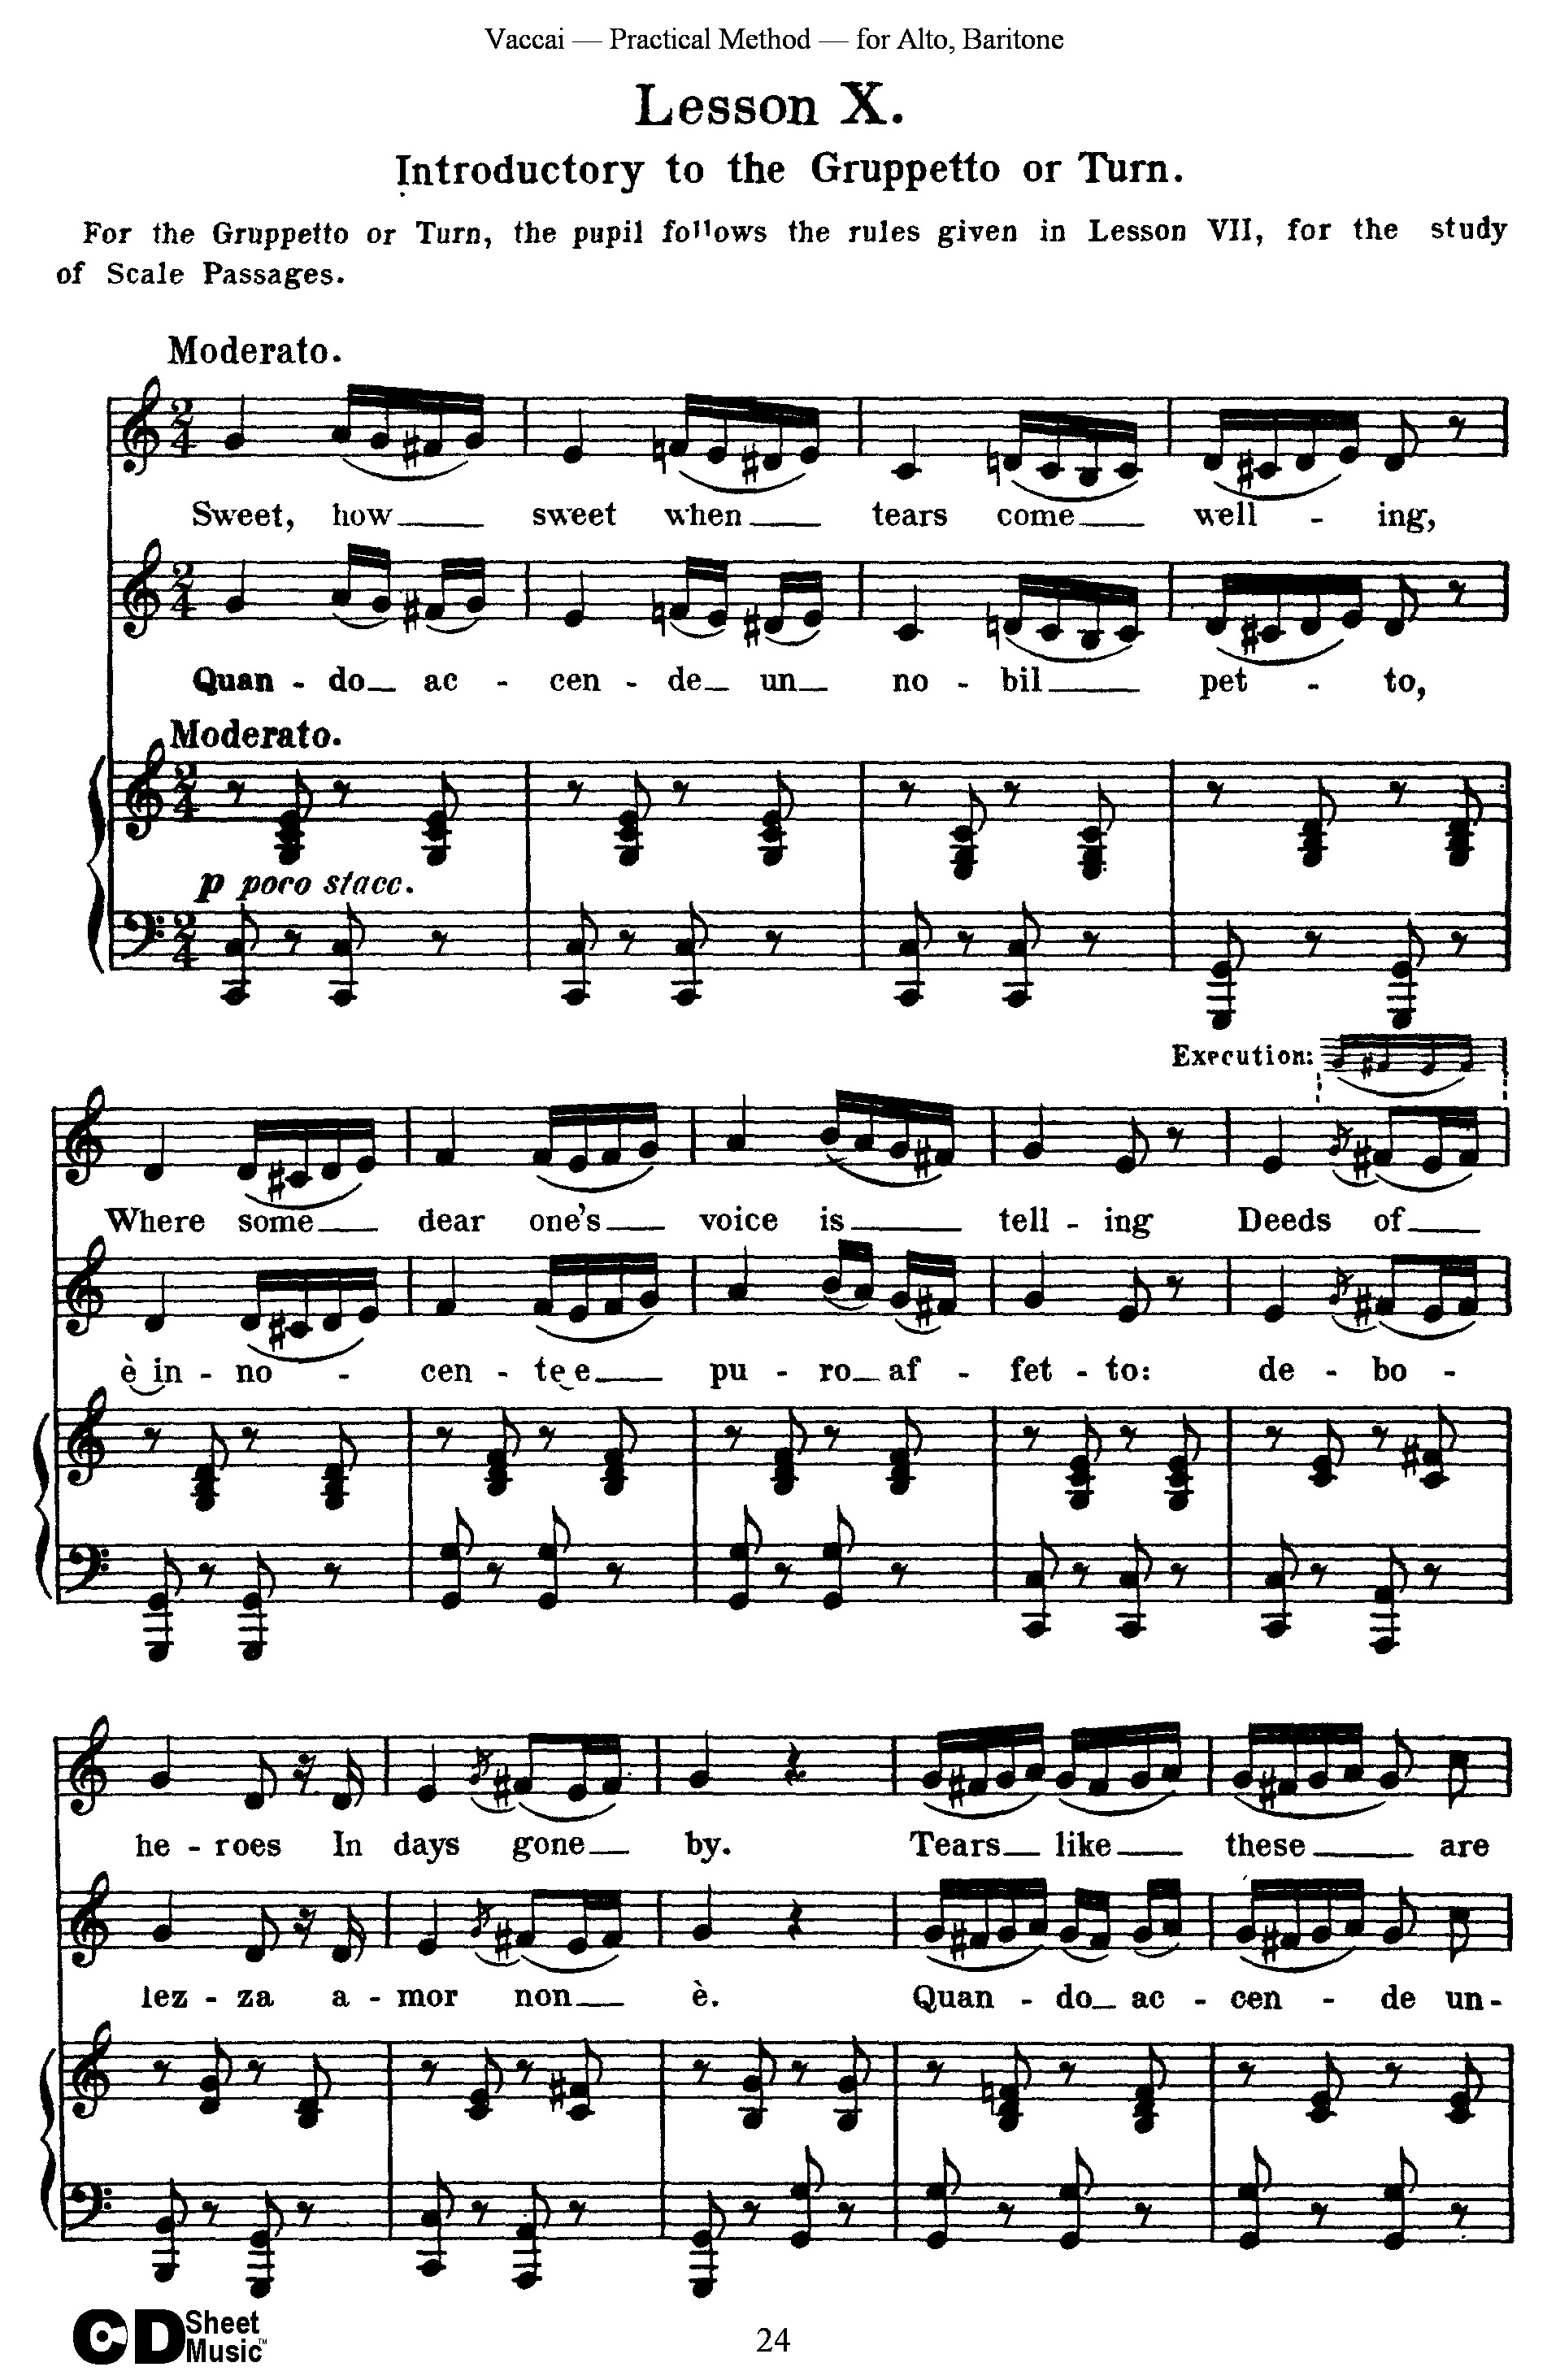 Vaccai — Practical Method — for Alto, Baritone
Lesson X.
Introductory to the Gruppetto or Turn.
For the Gruppetto or Turn, the pupil follows the rules given in Lesson VII, for the study
of Scale Passages.
Moderato.
Sweet, how sweet when tears come well - ing,
Quan - do ac - cen - de un no - bil pet - to,
Moderato.
p poco stacc.
Execution:
Where some dear one's voice is tell - ing Deeds of
è in - no - cen - te e pu - ro af - fet - to: de - bo -
he - roes In days gone by. Tears like these are
lez - za a - mor non è. Quan - do ac - cen - de un -
CD Sheet Music™
24